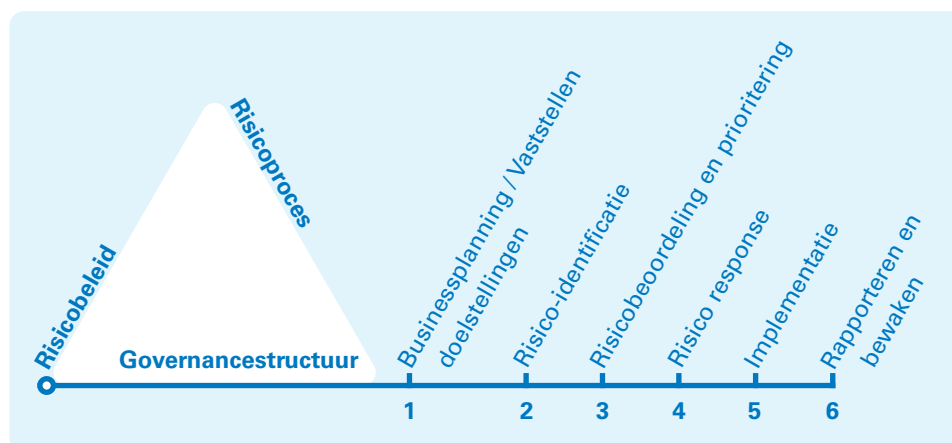 Risicobeleid
Risicoproces
Governancestructuur
Businessplanning / Vaststellen
doelstellingen
Risico-identificatie
Risicobeoordeling en prioritering
Risico response
Implementatie
Rapporteren en
bewaken
1
2
3
4
5
6